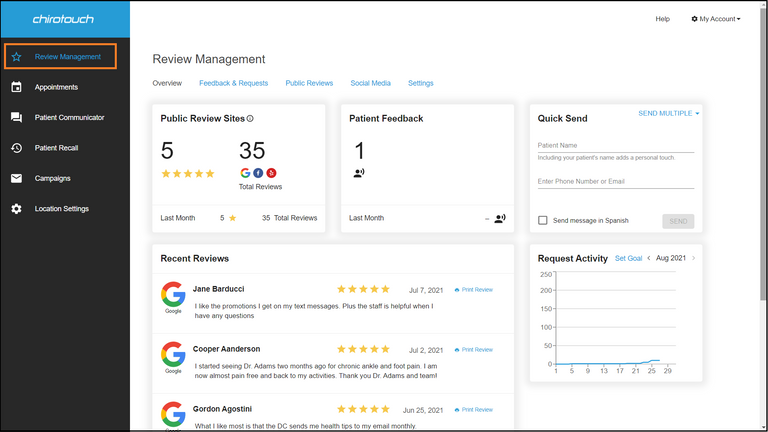 chirotouch
Help
My Account
Review Management
Appointments
Patient Communicator
Patient Recall
Campaigns
Location Settings
Review Management
Overview
Feedback & Requests
Public Reviews
Social Media
Settings
Public Review Sites
5
35
Total Reviews
Last Month
5
35 Total Reviews
Patient Feedback
1
Last Month
–
Quick Send
SEND MULTIPLE
Patient Name
Including your patient's name adds a personal touch.
Enter Phone Number or Email
Send message in Spanish
SEND
Recent Reviews
Google
Jane Barducci
Jul 7, 2021
Print Review
I like the promotions I get on my text messages. Plus the staff is helpful when I
have any questions
Google
Cooper Aanderson
Jul 2, 2021
Print Review
I started seeing Dr. Adams two months ago for chronic ankle and foot pain. I am
now almost pain free and back to my activities. Thank you Dr. Adams and team!
Gordon Agostini
Jun 25, 2021
Print Review
What I like most is that the DC sends me health tips to my email monthly.
Request Activity
Set Goal
Aug 2021
250
200
150
100
50
0
1 5 9 13 17 21 25 29